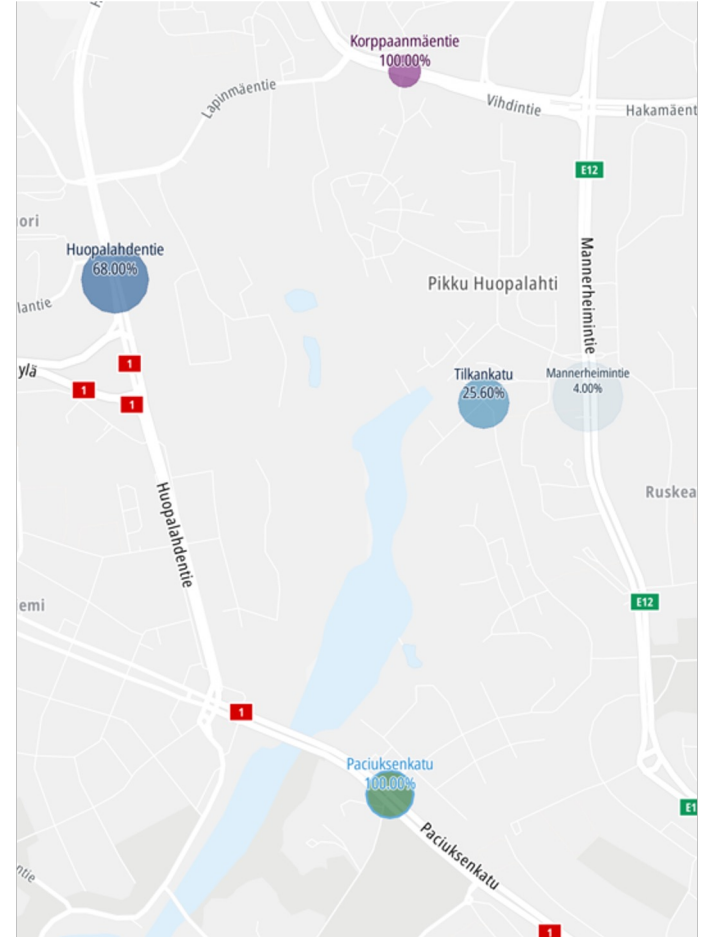 Korppaanmäentie
100.00%
Lapinmäentie
Vihdintie
Hakamäent
E12
ori
Huopalahdentie
68.00%
Mannerheimintie
Pikku Huopalahti
lantie
1
ylä
1
1
Tilkankatu
25.60%
Mannerheimintie
4.00%
Huopalahdentie
Ruskea
emi
E12
1
Paciuksenkatu
100.00%
E1
Paciuksenkatu
ntie
1